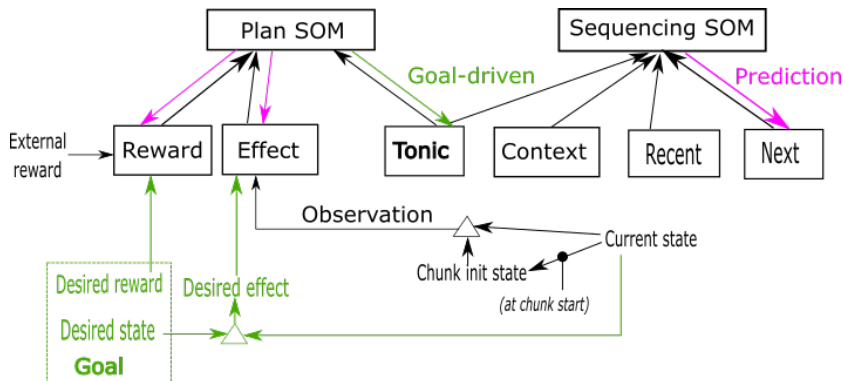 Plan SOM
Sequencing SOM
Goal-driven
Prediction
External
reward
Reward
Effect
Tonic
Context
Recent
Next
Observation
Current state
Chunk init state
(at chunk start)
Desired reward
Desired effect
Desired state
Goal